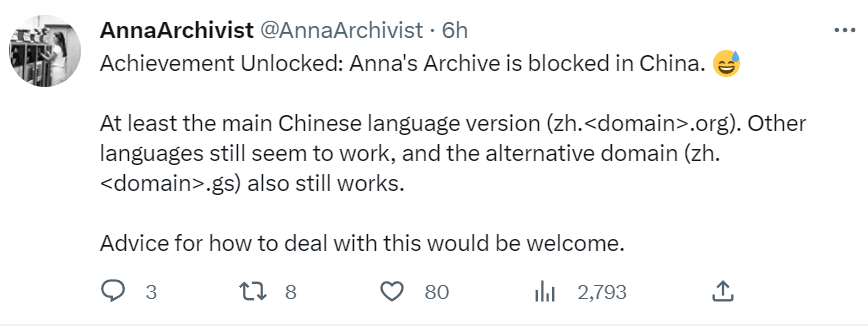 AnnaArchivist @AnnaArchivist · 6h
Achievement Unlocked: Anna's Archive is blocked in China. 😅
At least the main Chinese language version (zh.<domain>.org). Other
languages still seem to work, and the alternative domain (zh.
<domain>.gs) also still works.
Advice for how to deal with this would be welcome.
3 8 80 2,793